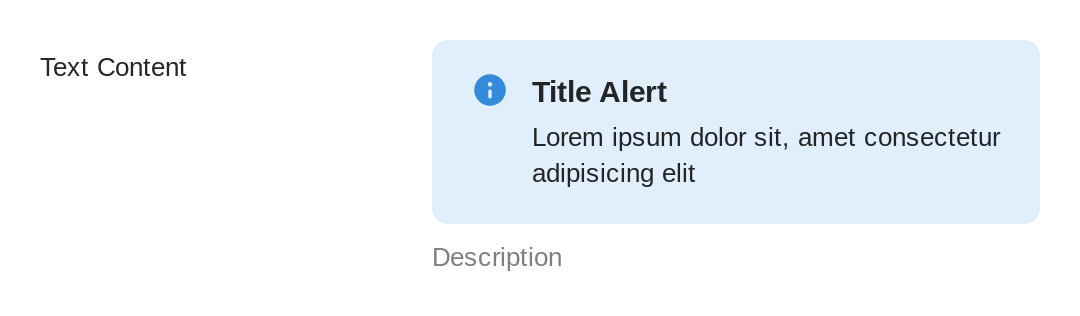 Text Content
Title Alert
Lorem ipsum dolor sit, amet consectetur
adipisicing elit
Description